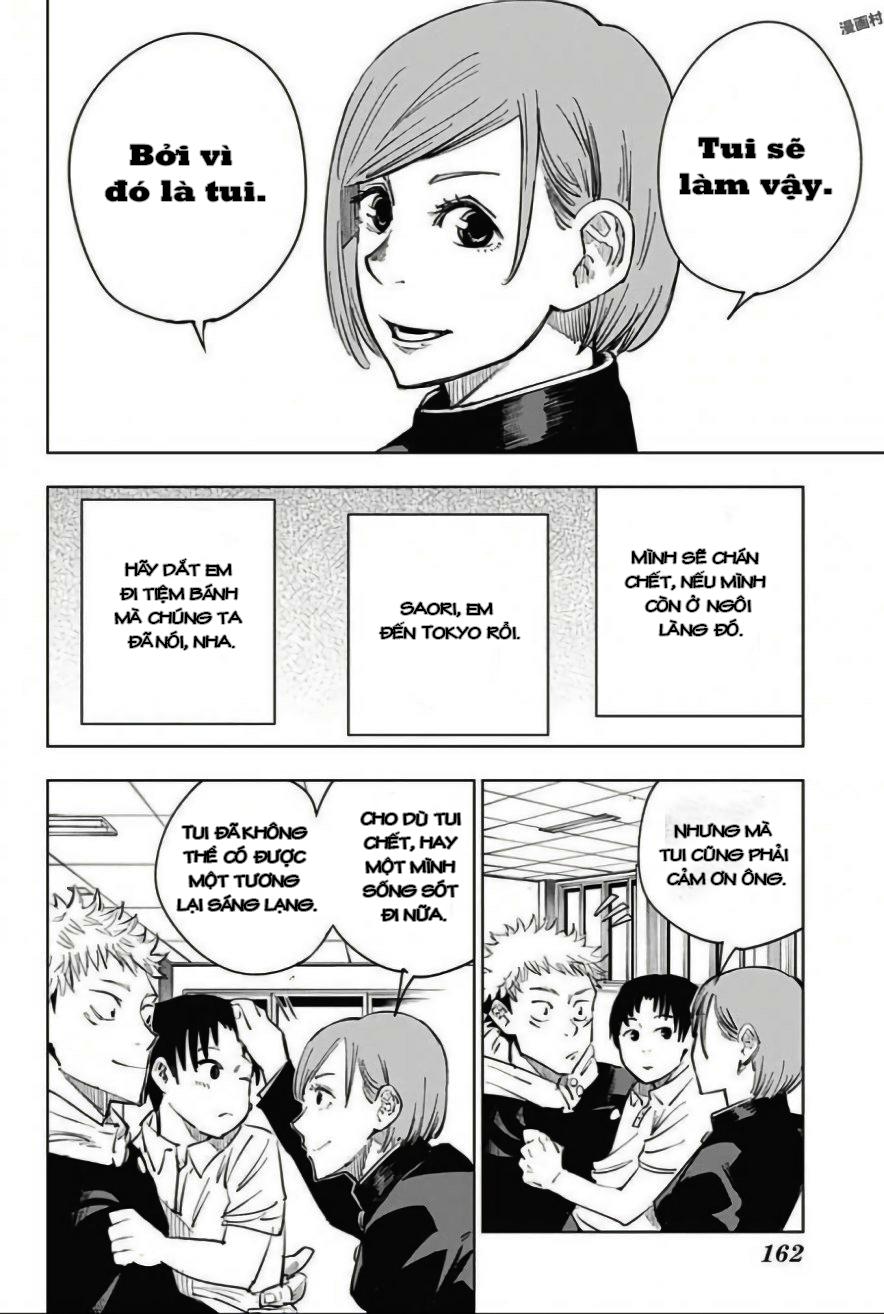 漫画村
Tui sẽ
làm vậy.
Bởi vì
đó là tui.
MÌNH SẼ CHÁN
CHẾT, NẾU MÌNH
CÒN Ở NGÔI
LÀNG ĐÓ.
SAORI, EM
ĐẾN TOKYO RỒI.
HÃY DẮT EM
ĐI TIỆM BÁNH
MÀ CHÚNG TA
ĐÃ NÓI, NHA.
NHƯNG MÀ
TUI CŨNG PHẢI
CẢM ƠN ÔNG.
CHO DÙ TUI
CHẾT, HAY
MỘT MÌNH
SỐNG SÓT
ĐI NỮA.
TUI ĐÃ KHÔNG
THỂ CÓ ĐƯỢC
MỘT TƯƠNG
LAI SÁNG LẠNG.
162